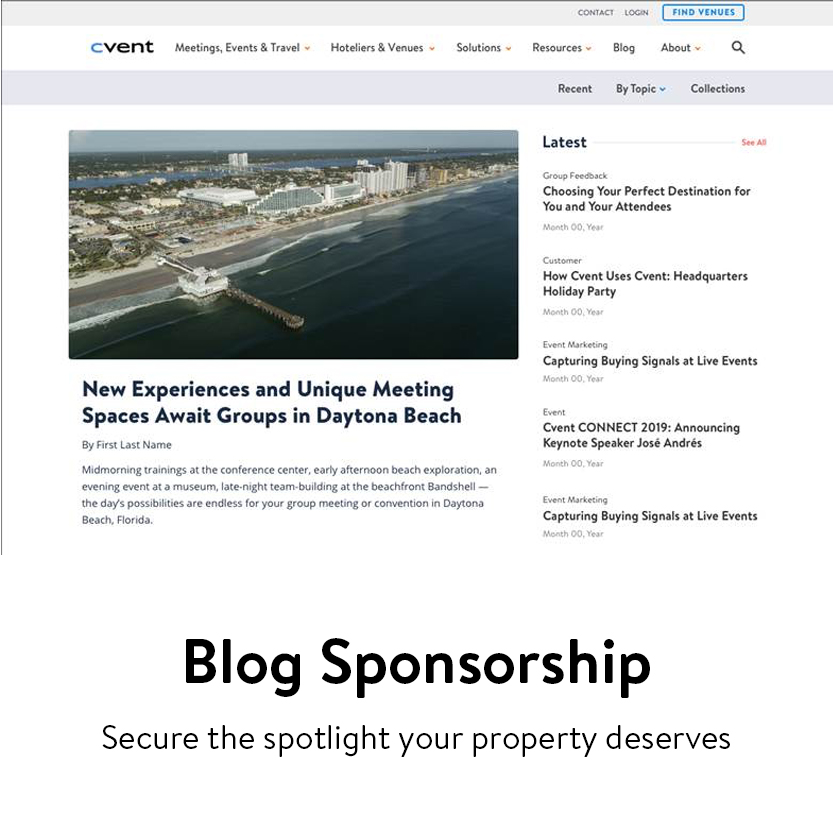 CONTACT LOGIN FIND VENUES
cvent Meetings, Events & Travel Hoteliers & Venues Solutions Resources Blog About
Recent By Topic Collections
Latest See All
Group Feedback
Choosing Your Perfect Destination for
You and Your Attendees
Month 00, Year
Customer
How Cvent Uses Cvent: Headquarters
Holiday Party
Month 00, Year
Event Marketing
Capturing Buying Signals at Live Events
Month 00, Year
Event
Cvent CONNECT 2019: Announcing
Keynote Speaker José Andrés
Month 00, Year
Event Marketing
Capturing Buying Signals at Live Events
Month 00, Year
New Experiences and Unique Meeting
Spaces Await Groups in Daytona Beach
By First Last Name
Midmorning trainings at the conference center, early afternoon beach exploration, an
evening event at a museum, late-night team-building at the beachfront Bandshell —
the day's possibilities are endless for your group meeting or convention in Daytona
Beach, Florida.
Blog Sponsorship
Secure the spotlight your property deserves